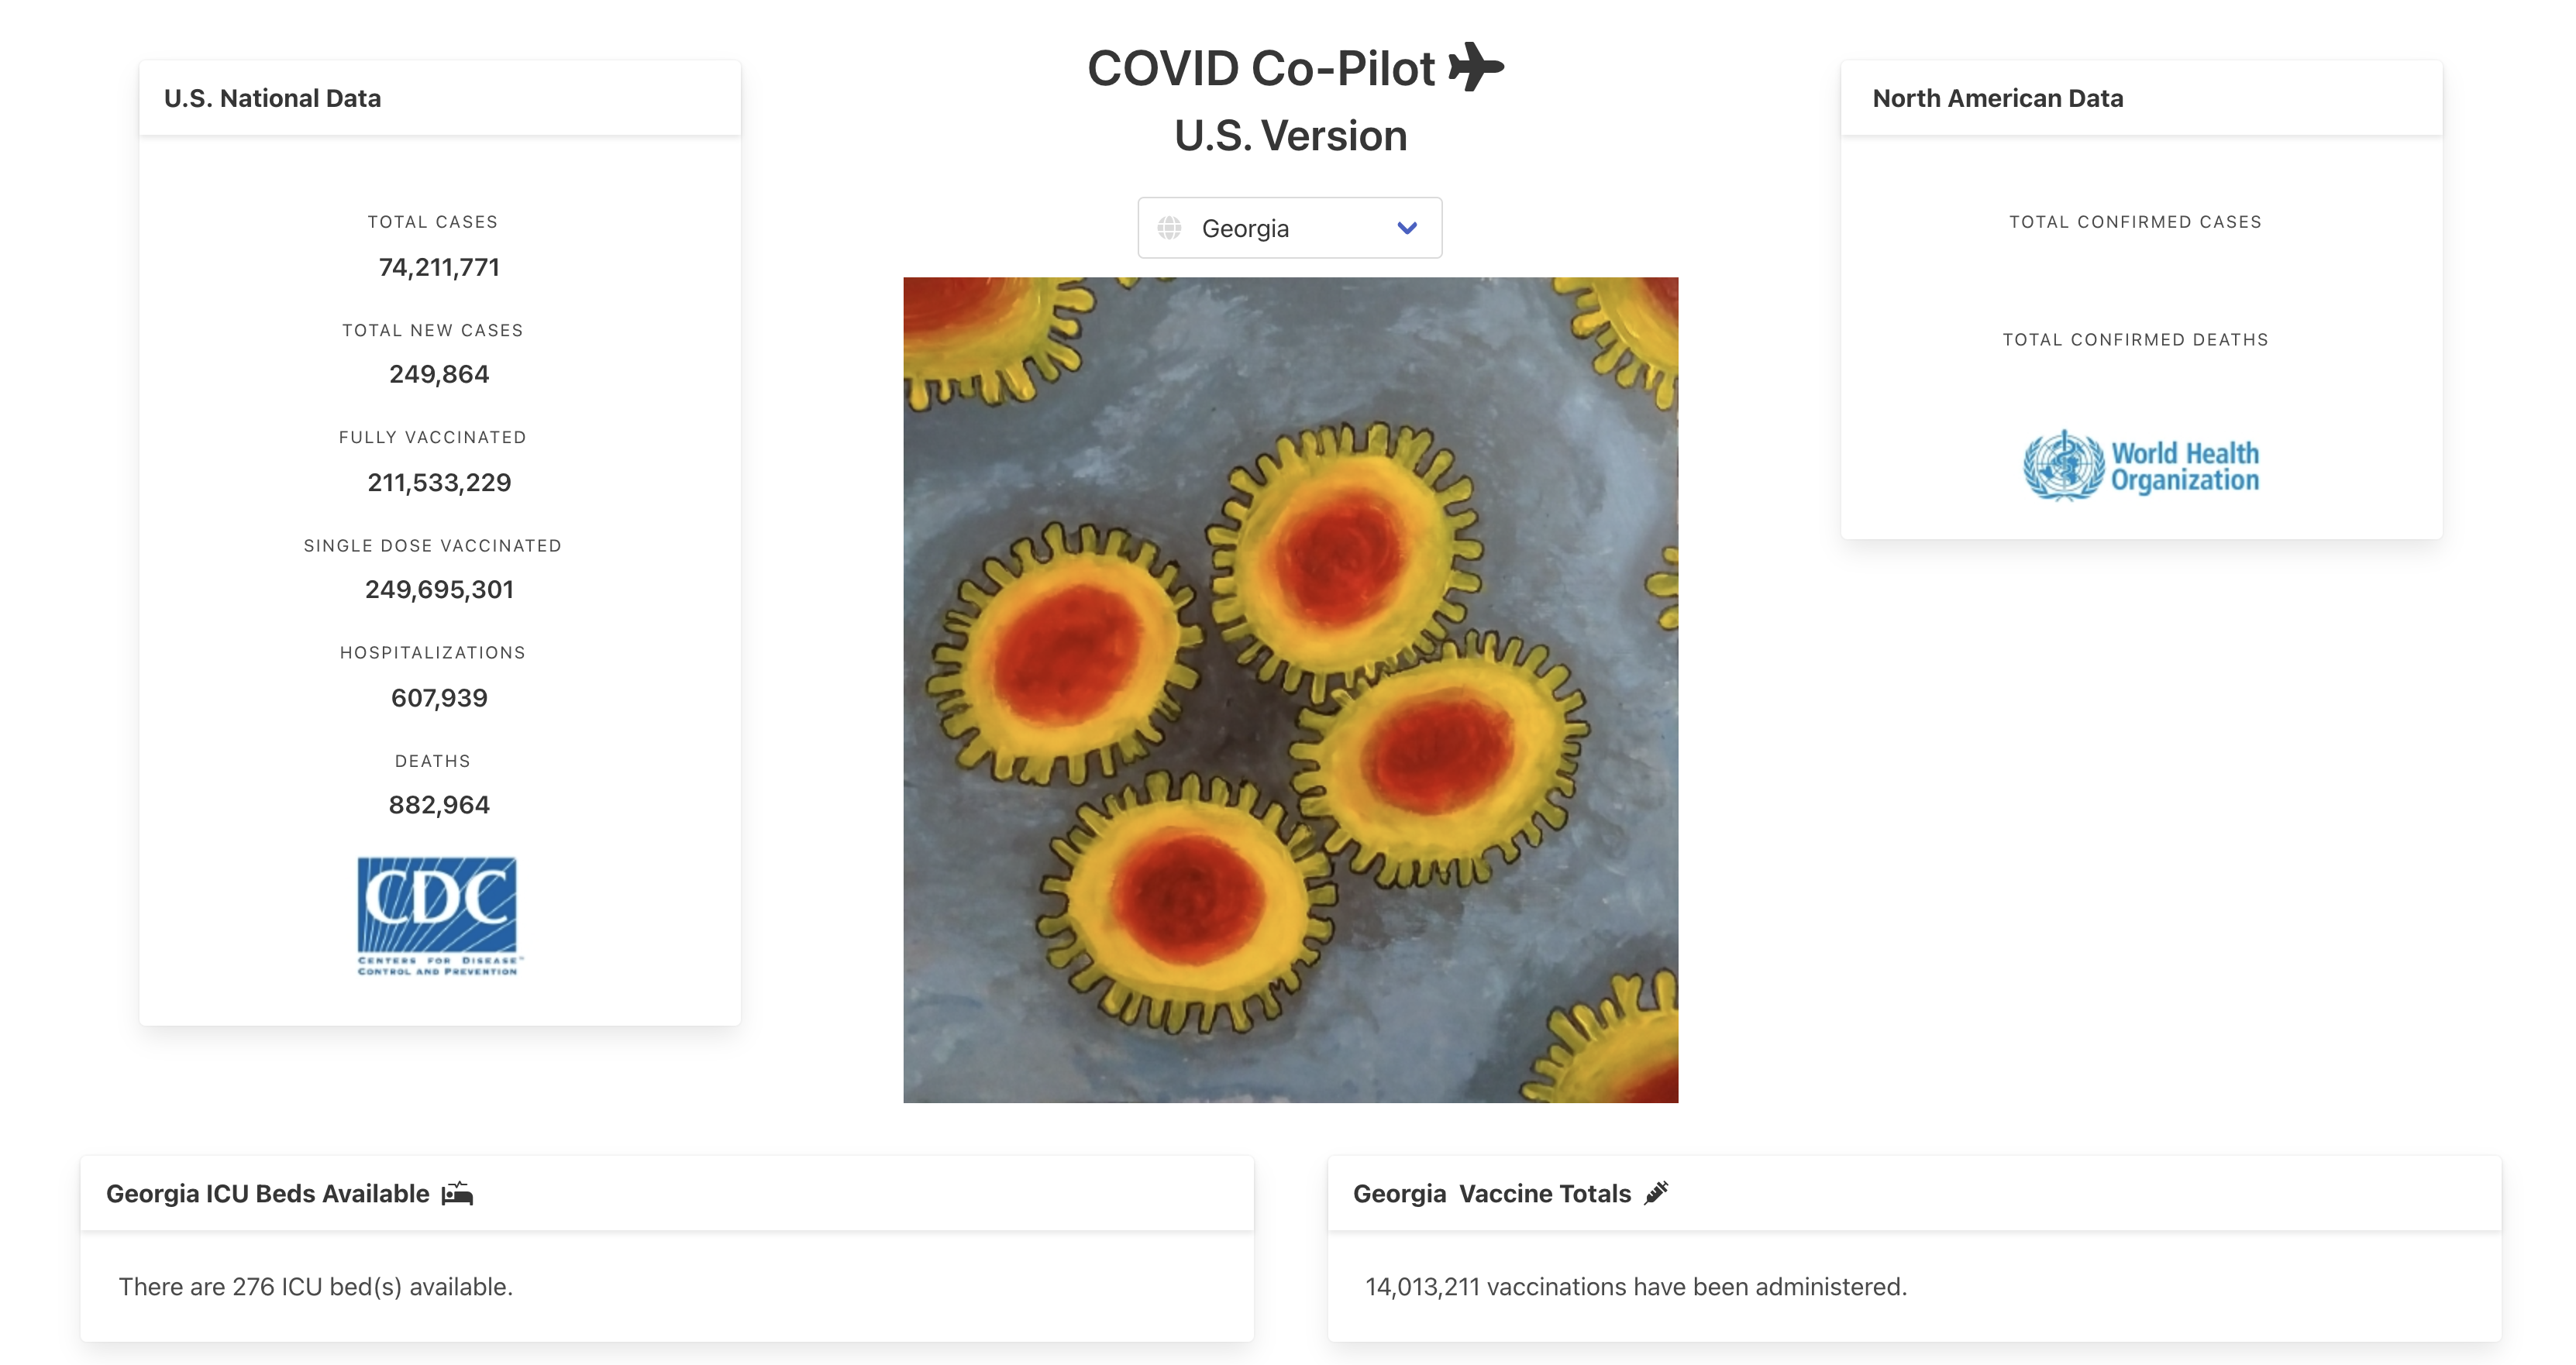 COVID Co-Pilot
U.S. Version
Georgia
U.S. National Data
TOTAL CASES
74,211,771
TOTAL NEW CASES
249,864
FULLY VACCINATED
211,533,229
SINGLE DOSE VACCINATED
249,695,301
HOSPITALIZATIONS
607,939
DEATHS
882,964
CDC
CENTERS FOR DISEASE™
CONTROL AND PREVENTION
North American Data
TOTAL CONFIRMED CASES
TOTAL CONFIRMED DEATHS
World Health
Organization
Georgia ICU Beds Available
There are 276 ICU bed(s) available.
Georgia Vaccine Totals
14,013,211 vaccinations have been administered.